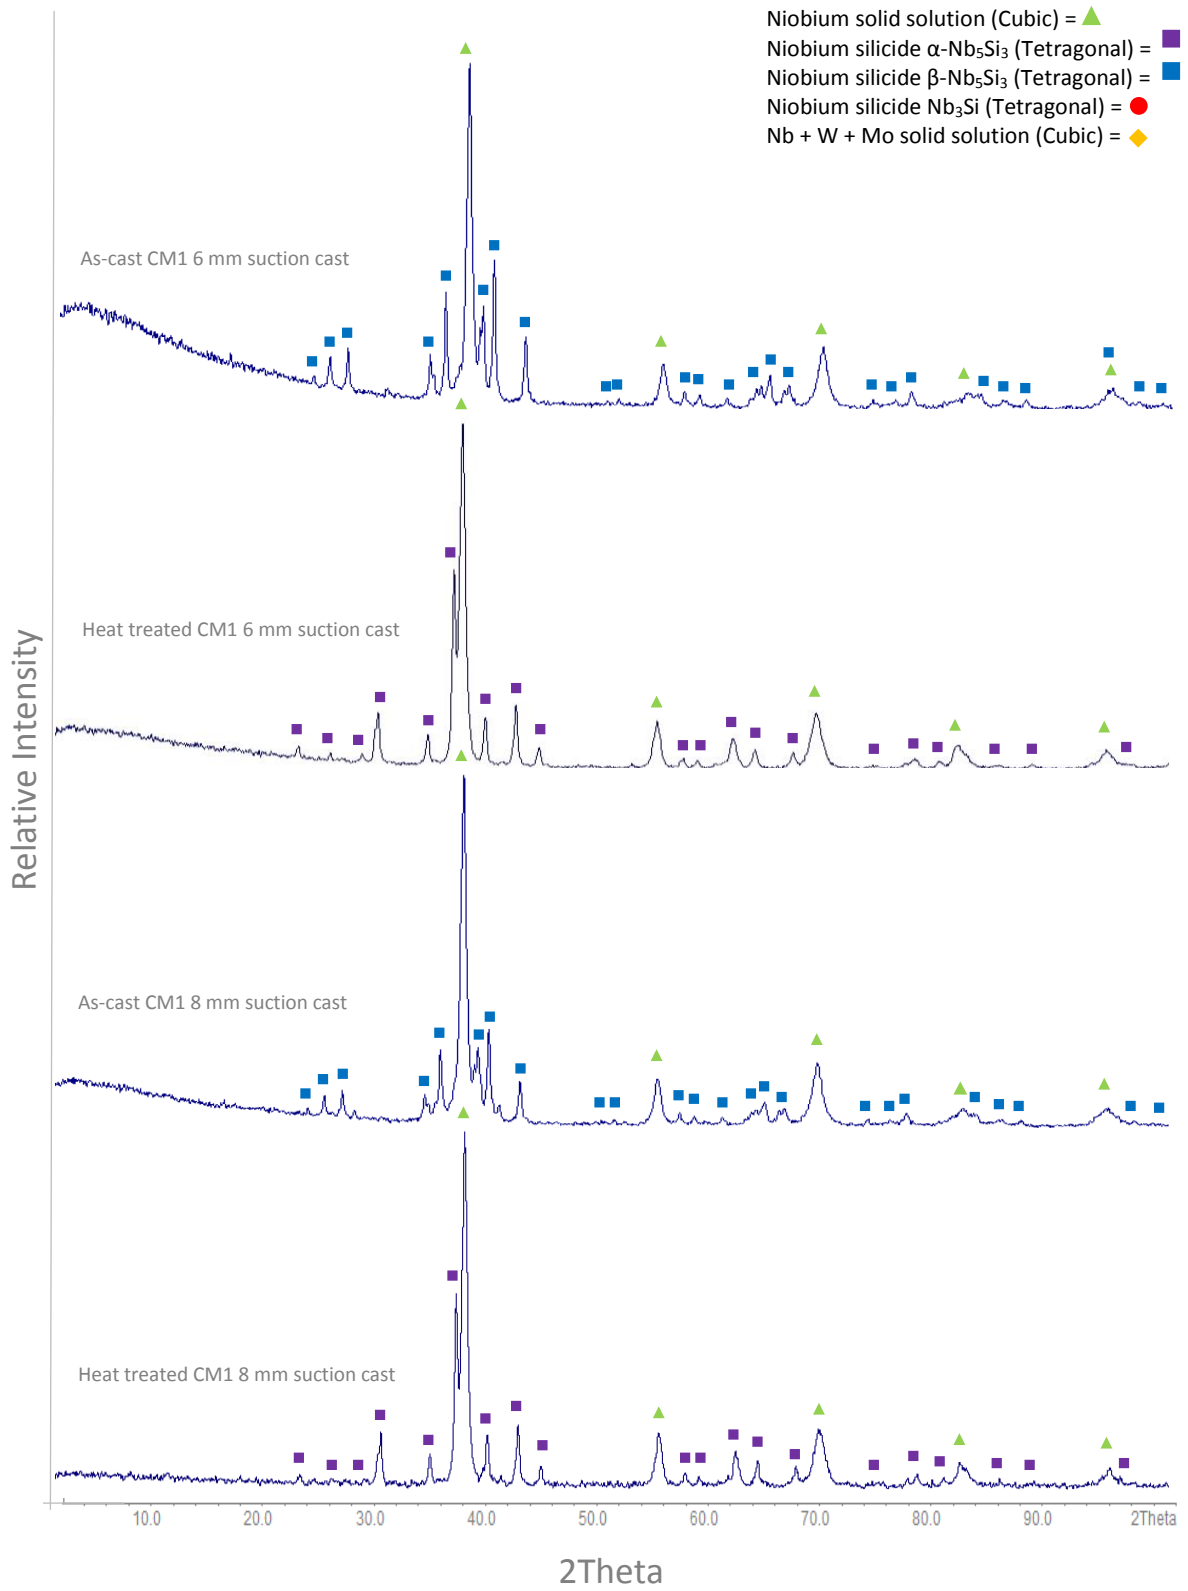 Niobium solid solution (Cubic) =
Niobium silicide α-Nb₅Si₃ (Tetragonal) =
Niobium silicide β-Nb₅Si₃ (Tetragonal) =
Niobium silicide Nb₃Si (Tetragonal) =
Nb + W + Mo solid solution (Cubic) =
As-cast CM1 6 mm suction cast
Heat treated CM1 6 mm suction cast
As-cast CM1 8 mm suction cast
Heat treated CM1 8 mm suction cast
Relative Intensity
10.0 20.0 30.0 40.0 50.0 60.0 70.0 80.0 90.0 2Theta
2Theta